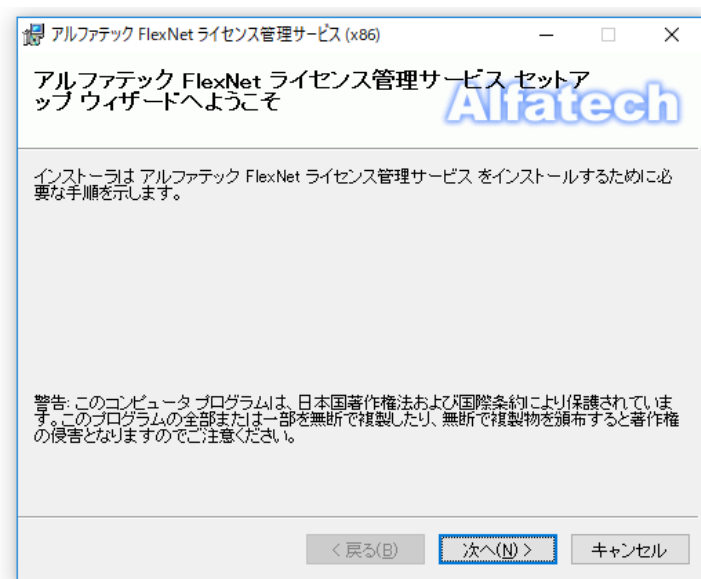 アルファテック FlexNet ライセンス管理サービス (x86)
アルファテック FlexNet ライセンス管理サービス セットア
ップ ウィザードへようこそ
Alfatech
インストーラは アルファテック FlexNet ライセンス管理サービス をインストールするために必
要な手順を示します。
警告: このコンピュータ プログラムは、日本国著作権法および国際条約により保護されていま
す。このプログラムの全部または一部を無断で複製したり、無断で複製物を頒布すると著作権
の侵害となりますのでご注意ください。
< 戻る(B)
次へ(N) >
キャンセル